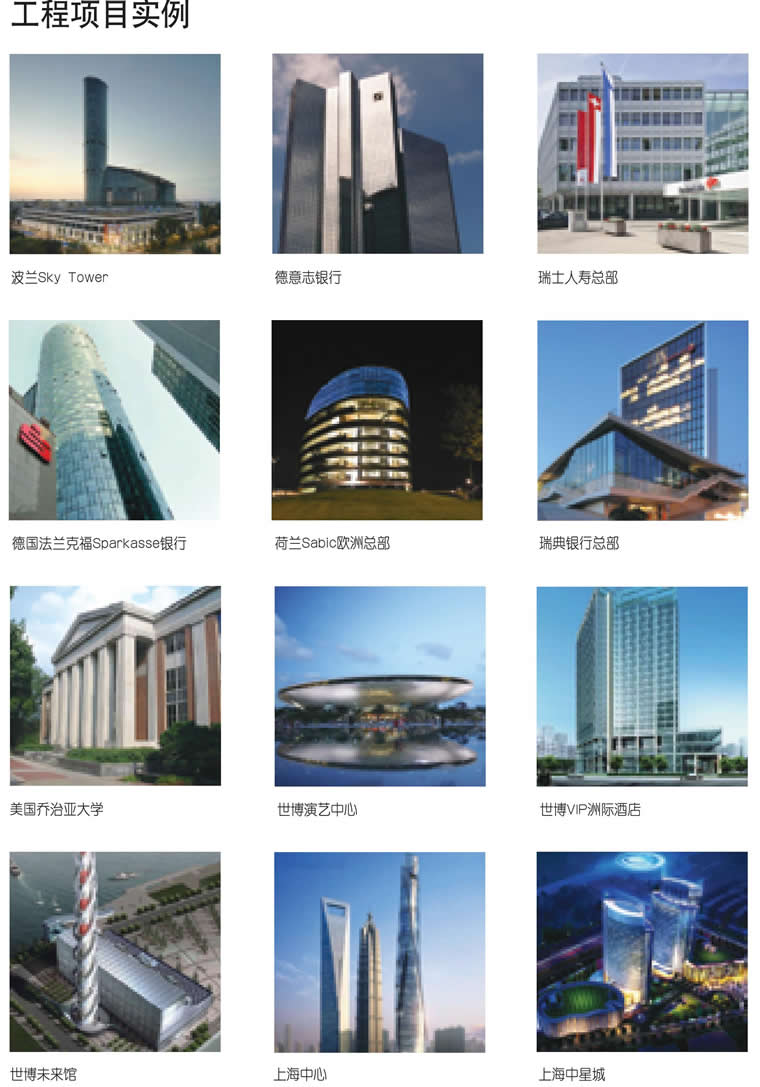 工程项目实例
波兰Sky Tower
德意志银行
瑞士人寿总部
德国法兰克福Sparkasse银行
荷兰Sabic欧洲总部
瑞典银行总部
美国乔治亚大学
世博演艺中心
世博VIP洲际酒店
世博未来馆
上海中心
上海中星城